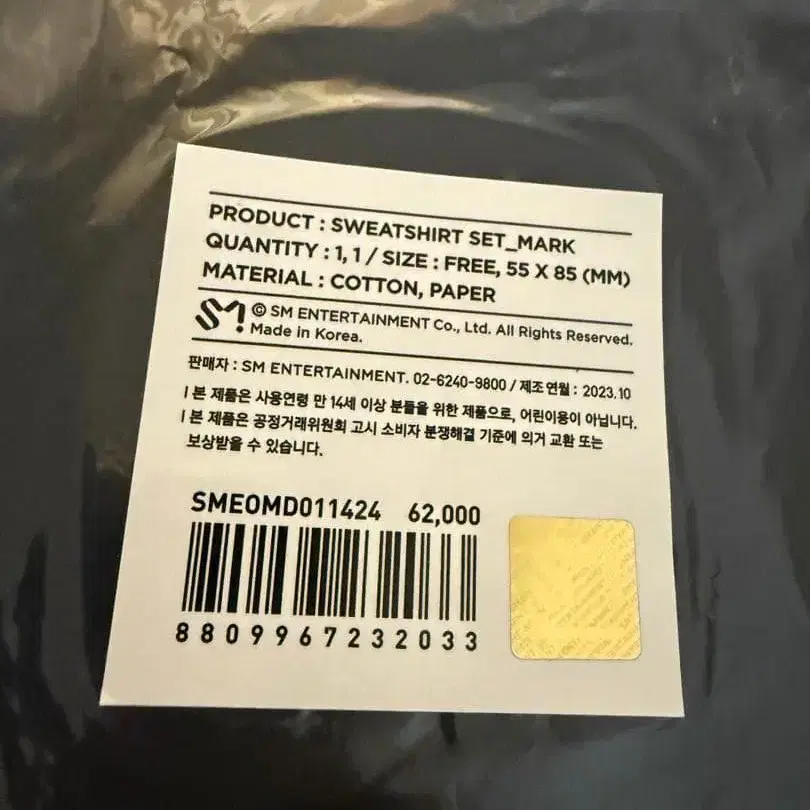 PRODUCT : SWEATSHIRT SET_MARK
QUANTITY : 1, 1 / SIZE : FREE, 55 X 85 (MM)
MATERIAL : COTTON, PAPER
SM © SM ENTERTAINMENT Co., Ltd. All Rights Reserved.
Made in Korea.
판매자 : SM ENTERTAINMENT. 02-6240-9800 / 제조연월 : 2023.10
| 본 제품은 사용연령 만 14세 이상 분들을 위한 제품으로, 어린이용이 아닙니다.
| 본 제품은 공정거래위원회 고시 소비자 분쟁해결 기준에 의거 교환 또는
보상받을 수 있습니다.
SMEOMD011424 62,000
8809967232033